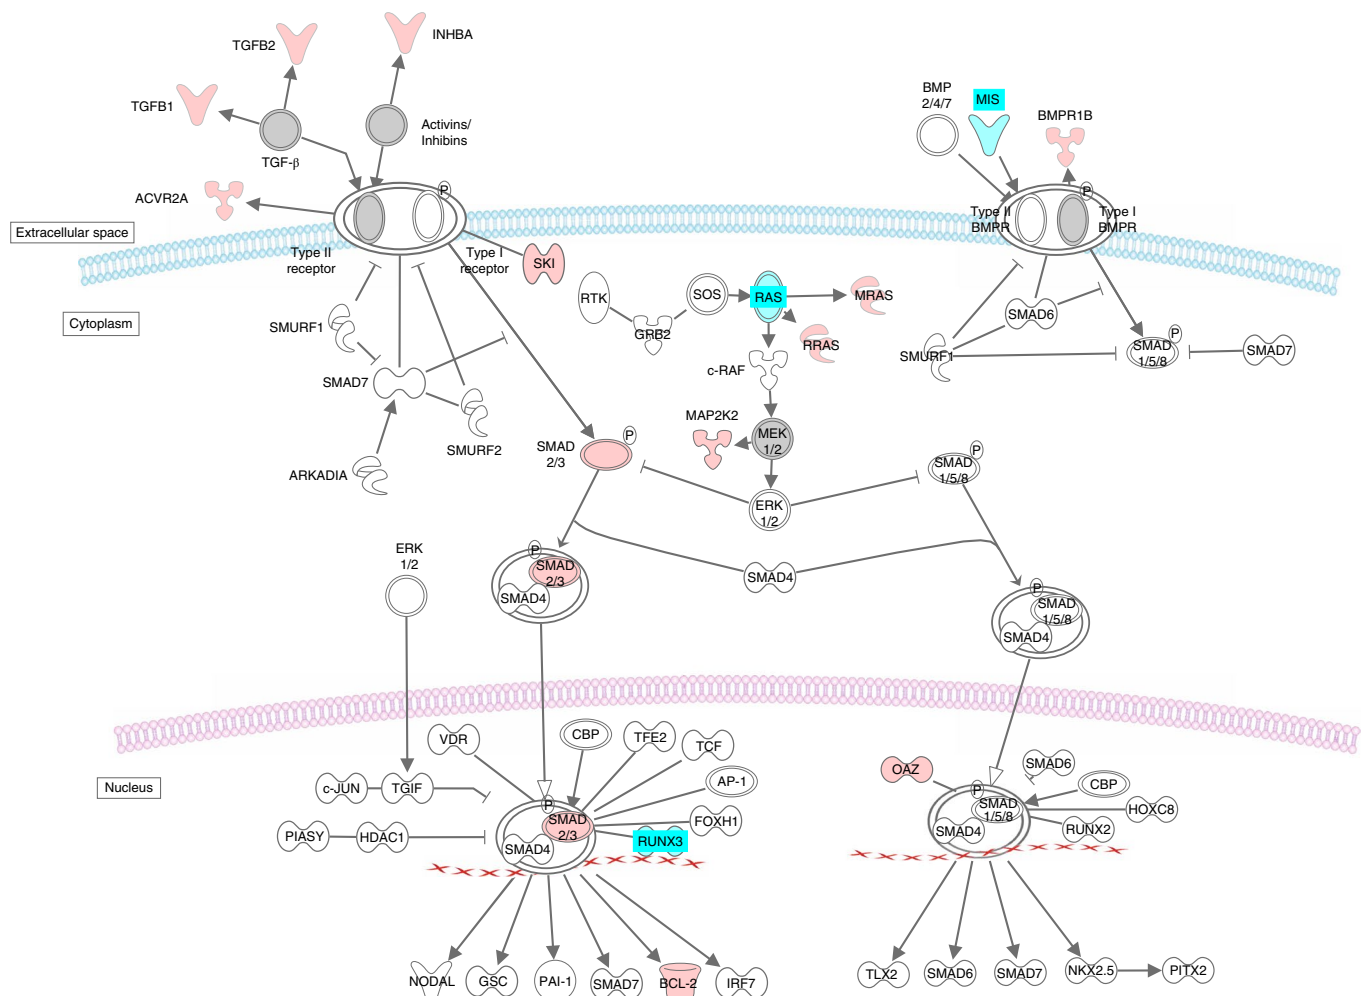 INHBA
TGFB2
TGFB1
Activins/
Inhibins
TGF-β
ACVR2A
P
Extracellular space
Type II
receptor
Type I
receptor
SKI
BMP
2/4/7
MIS
BMPR1B
P
Type II
BMPR
Type I
BMPR
Cytoplasm
RTK
GRB2
SOS
RAS
MRAS
RRAS
c-RAF
SMURF1
SMAD7
SMURF2
ARKADIA
SMAD6
SMURF1
P
SMAD
1/5/8
SMAD7
MAP2K2
MEK
1/2
ERK
1/2
P
SMAD
2/3
P
SMAD
1/5/8
ERK
1/2
P
SMAD
2/3
SMAD4
SMAD4
P
SMAD
1/5/8
SMAD4
Nucleus
VDR
CBP
TFE2
TCF
AP-1
FOXH1
RUNX3
c-JUN
TGIF
PIASY
HDAC1
P
SMAD
2/3
SMAD4
OAZ
SMAD6
CBP
HOXC8
RUNX2
P
SMAD
1/5/8
SMAD4
NODAL
GSC
PAI-1
SMAD7
BCL-2
IRF7
TLX2
SMAD6
SMAD7
NKX2.5
PITX2